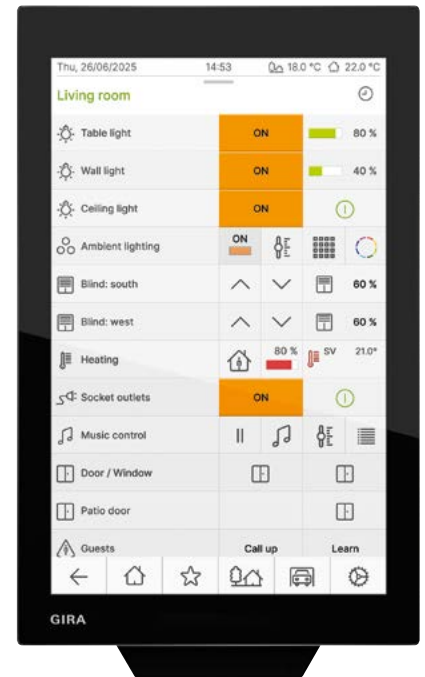 Thu, 26/06/2025 14:53 18.0 °C 22.0 °C
Living room
Table light ON 80 %
Wall light ON 40 %
Ceiling light ON
Ambient lighting ON
Blind: south 60 %
Blind: west 60 %
Heating 80 % SV 21.0°
Socket outlets ON
Music control
Door / Window
Patio door
Guests Call up Learn
GIRA